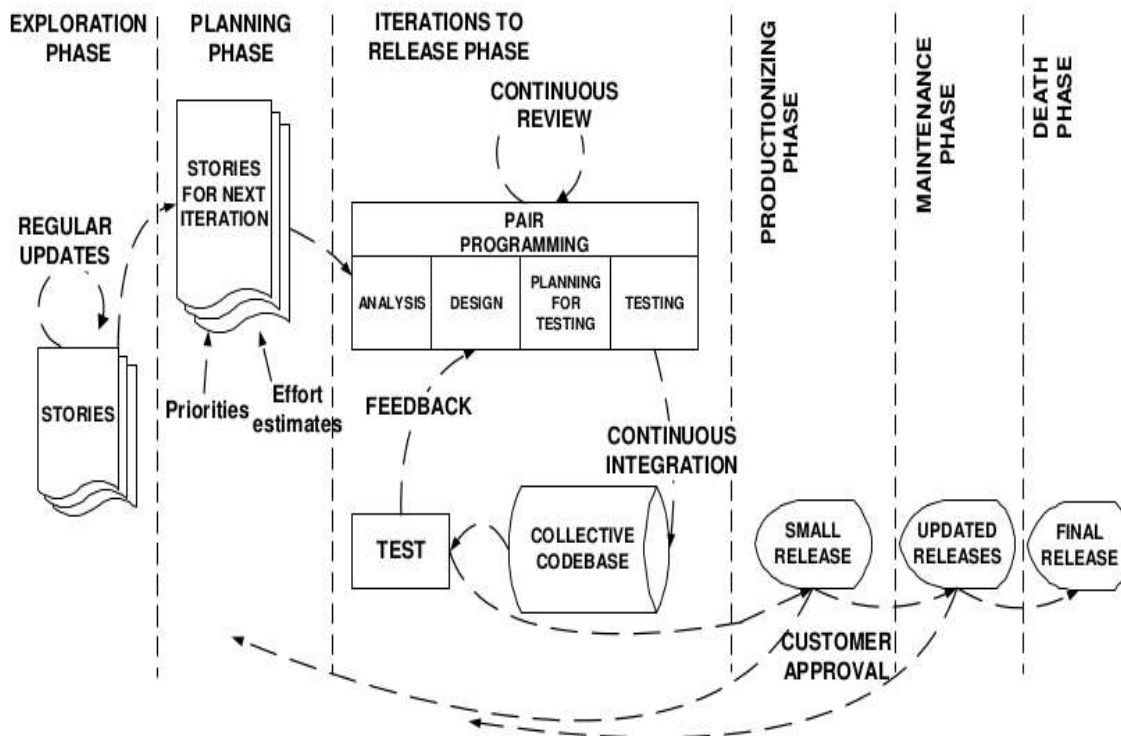 EXPLORATION
PHASE
PLANNING
PHASE
ITERATIONS TO
RELEASE PHASE
PRODUCTIONIZING
PHASE
MAINTENANCE
PHASE
DEATH
PHASE
CONTINUOUS
REVIEW
STORIES
FOR NEXT
ITERATION
REGULAR
UPDATES
PAIR
PROGRAMMING
ANALYSIS
DESIGN
PLANNING
FOR
TESTING
TESTING
STORIES
Priorities
Effort
estimates
FEEDBACK
CONTINUOUS
INTEGRATION
TEST
COLLECTIVE
CODEBASE
SMALL
RELEASE
UPDATED
RELEASES
FINAL
RELEASE
CUSTOMER
APPROVAL